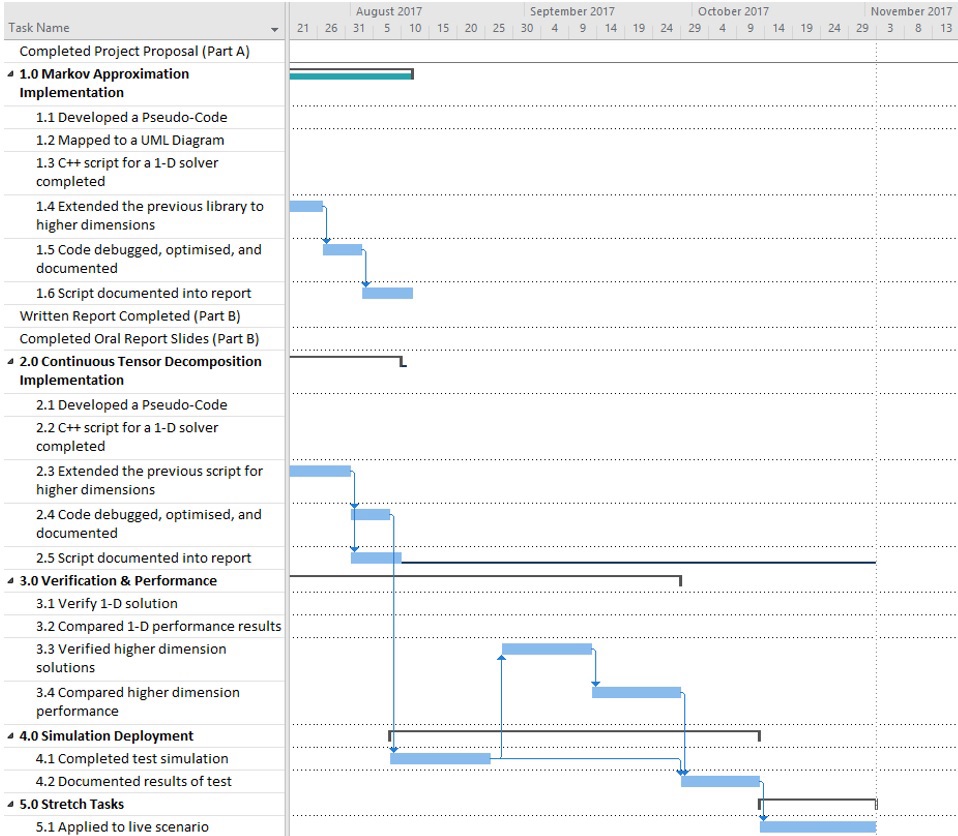 August 2017 September 2017 October 2017 November 2017
Task Name 21 26 31 5 10 15 20 25 30 4 9 14 19 24 29 4 9 14 19 24 29 3 8 13
Completed Project Proposal (Part A)
1.0 Markov Approximation
Implementation
1.1 Developed a Pseudo-Code
1.2 Mapped to a UML Diagram
1.3 C++ script for a 1-D solver
completed
1.4 Extended the previous library to
higher dimensions
1.5 Code debugged, optimised, and
documented
1.6 Script documented into report
Written Report Completed (Part B)
Completed Oral Report Slides (Part B)
2.0 Continuous Tensor Decomposition
Implementation
2.1 Developed a Pseudo-Code
2.2 C++ script for a 1-D solver
completed
2.3 Extended the previous script for
higher dimensions
2.4 Code debugged, optimised, and
documented
2.5 Script documented into report
3.0 Verification & Performance
3.1 Verify 1-D solution
3.2 Compared 1-D performance results
3.3 Verified higher dimension
solutions
3.4 Compared higher dimension
performance
4.0 Simulation Deployment
4.1 Completed test simulation
4.2 Documented results of test
5.0 Stretch Tasks
5.1 Applied to live scenario